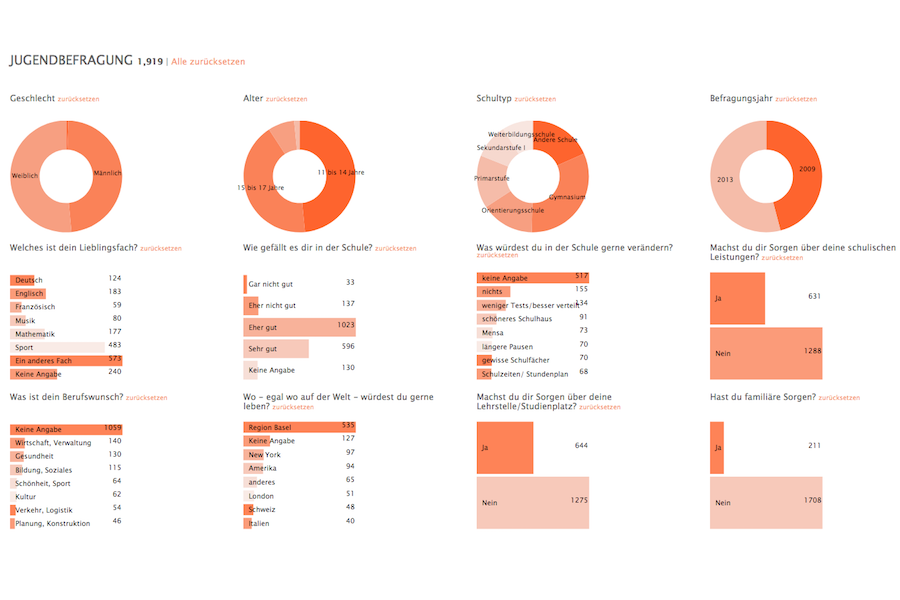 JUGENDBEFRAGUNG 1,919 | Alle zurücksetzen
Geschlecht zurücksetzen
Weiblich
Männlich
Alter zurücksetzen
11 bis 14 Jahre
15 bis 17 Jahre
Schultyp zurücksetzen
Weiterbildungsschule
Andere Schule
Sekundarstufe I
Primarstufe
Gymnasium
Orientierungsschule
Befragungsjahr zurücksetzen
2009
2013
Welches ist dein Lieblingsfach? zurücksetzen
Deutsch 124
Englisch 183
Französisch 59
Musik 80
Mathematik 177
Sport 483
Ein anderes Fach 573
Keine Angabe 240
Wie gefällt es dir in der Schule? zurücksetzen
Gar nicht gut 33
Eher nicht gut 137
Eher gut 1023
Sehr gut 596
Keine Angabe 130
Was würdest du in der Schule gerne verändern?
zurücksetzen
keine Angabe 517
nichts 155
weniger Tests/besser verteilt 134
schöneres Schulhaus 91
Mensa 73
längere Pausen 70
gewisse Schulfächer 70
Schulzeiten/ Stundenplan 68
Machst du dir Sorgen über deine schulischen
Leistungen? zurücksetzen
Ja 631
Nein 1288
Was ist dein Berufswunsch? zurücksetzen
Keine Angabe 1059
Wirtschaft, Verwaltung 140
Gesundheit 130
Bildung, Soziales 115
Schönheit, Sport 64
Kultur 62
Verkehr, Logistik 54
Planung, Konstruktion 46
Wo – egal wo auf der Welt – würdest du gerne
leben? zurücksetzen
Region Basel 535
Keine Angabe 127
New York 97
Amerika 94
anderes 65
London 51
Schweiz 48
Italien 40
Machst du dir Sorgen über deine
Lehrstelle/Studienplatz? zurücksetzen
Ja 644
Nein 1275
Hast du familiäre Sorgen? zurücksetzen
Ja 211
Nein 1708